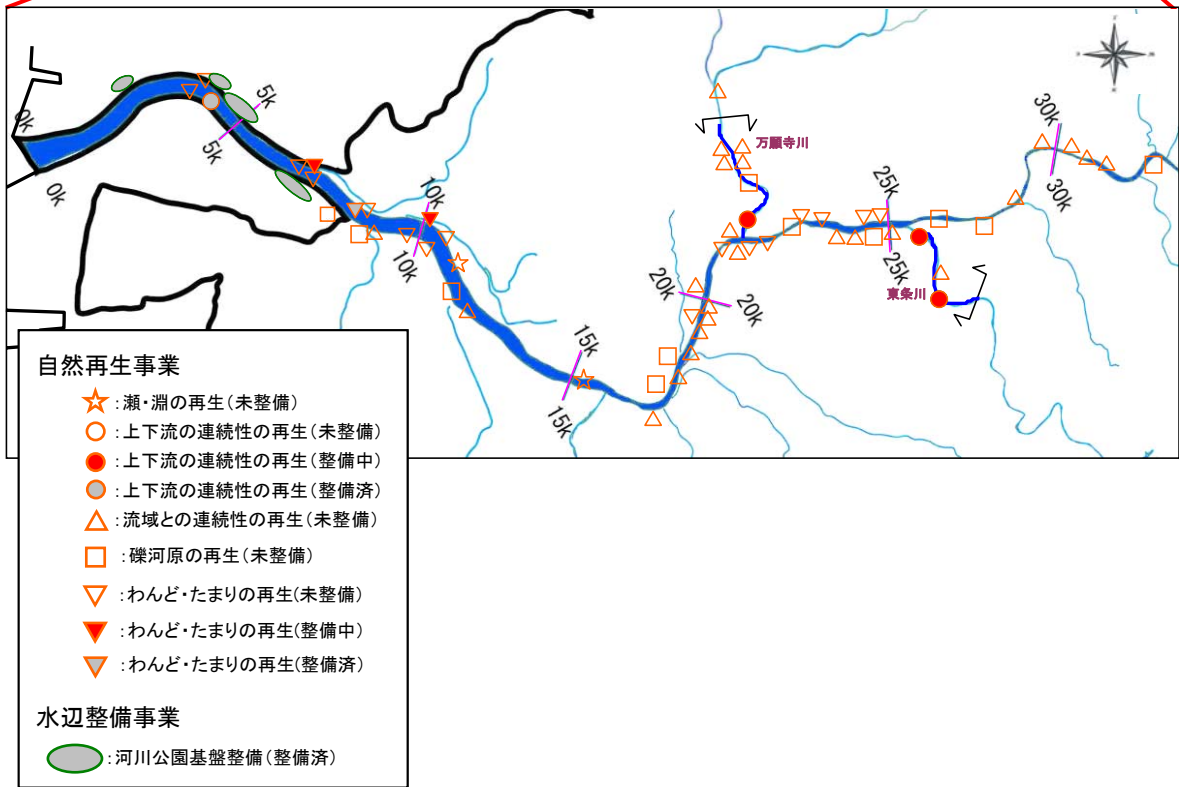 0k
0k
5k
5k
10k
10k
15k
15k
20k
20k
万願寺川
25k
25k
東条川
30k
30k
自然再生事業
:瀬・淵の再生(未整備)
:上下流の連続性の再生(未整備)
:上下流の連続性の再生(整備中)
:上下流の連続性の再生(整備済)
:流域との連続性の再生(未整備)
:礫河原の再生(未整備)
:わんど・たまりの再生(未整備)
:わんど・たまりの再生(整備中)
:わんど・たまりの再生(整備済)
水辺整備事業
:河川公園基盤整備(整備済)